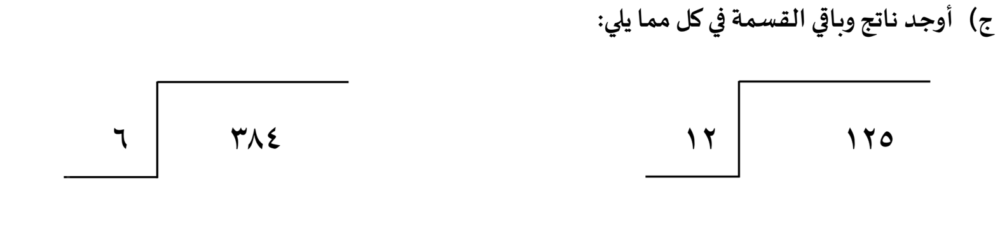 ج) أوجد ناتج وباقي القسمة في كل مما يلي:
١٢ ١٢٥
٦ ٣٨٤